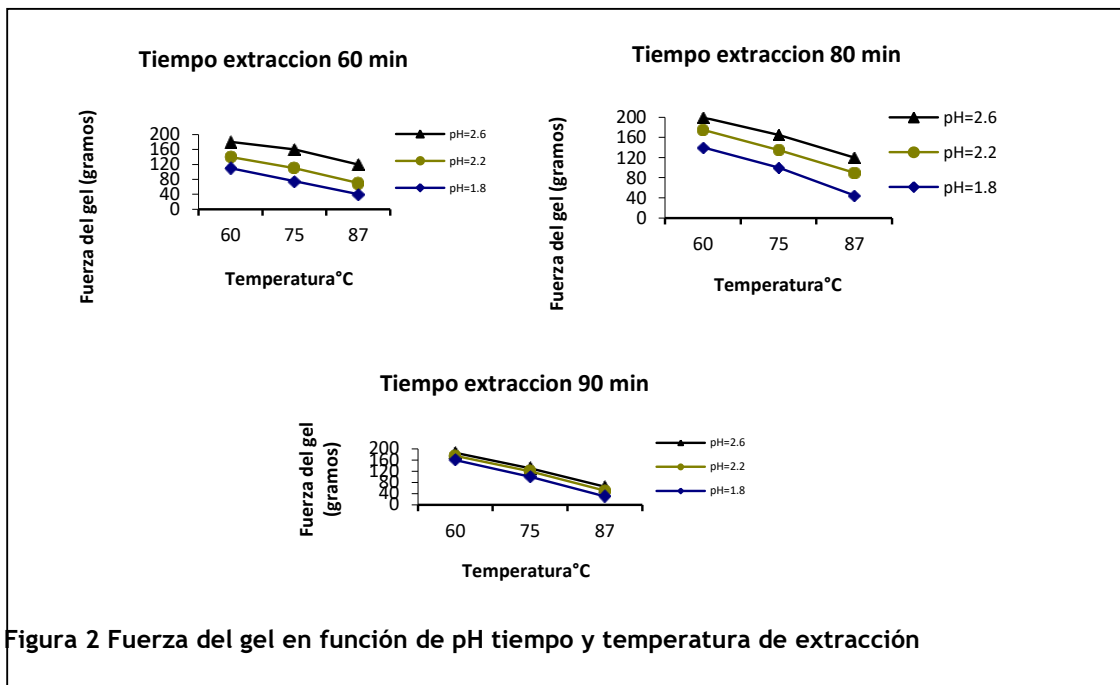 Tiempo extraccion 60 min
Fuerza del gel (gramos)
200
160
120
80
40
0
60 75 87
Temperatura°C
pH=2.6
pH=2.2
pH=1.8
Tiempo extraccion 80 min
Fuerza del gel (gramos)
200
160
120
80
40
0
60 75 87
Temperatura°C
pH=2.6
pH=2.2
pH=1.8
Tiempo extraccion 90 min
Fuerza del gel
(gramos)
200
160
120
80
40
0
60 75 87
Temperatura°C
pH=2.6
pH=2.2
pH=1.8
Figura 2 Fuerza del gel en función de pH tiempo y temperatura de extracción